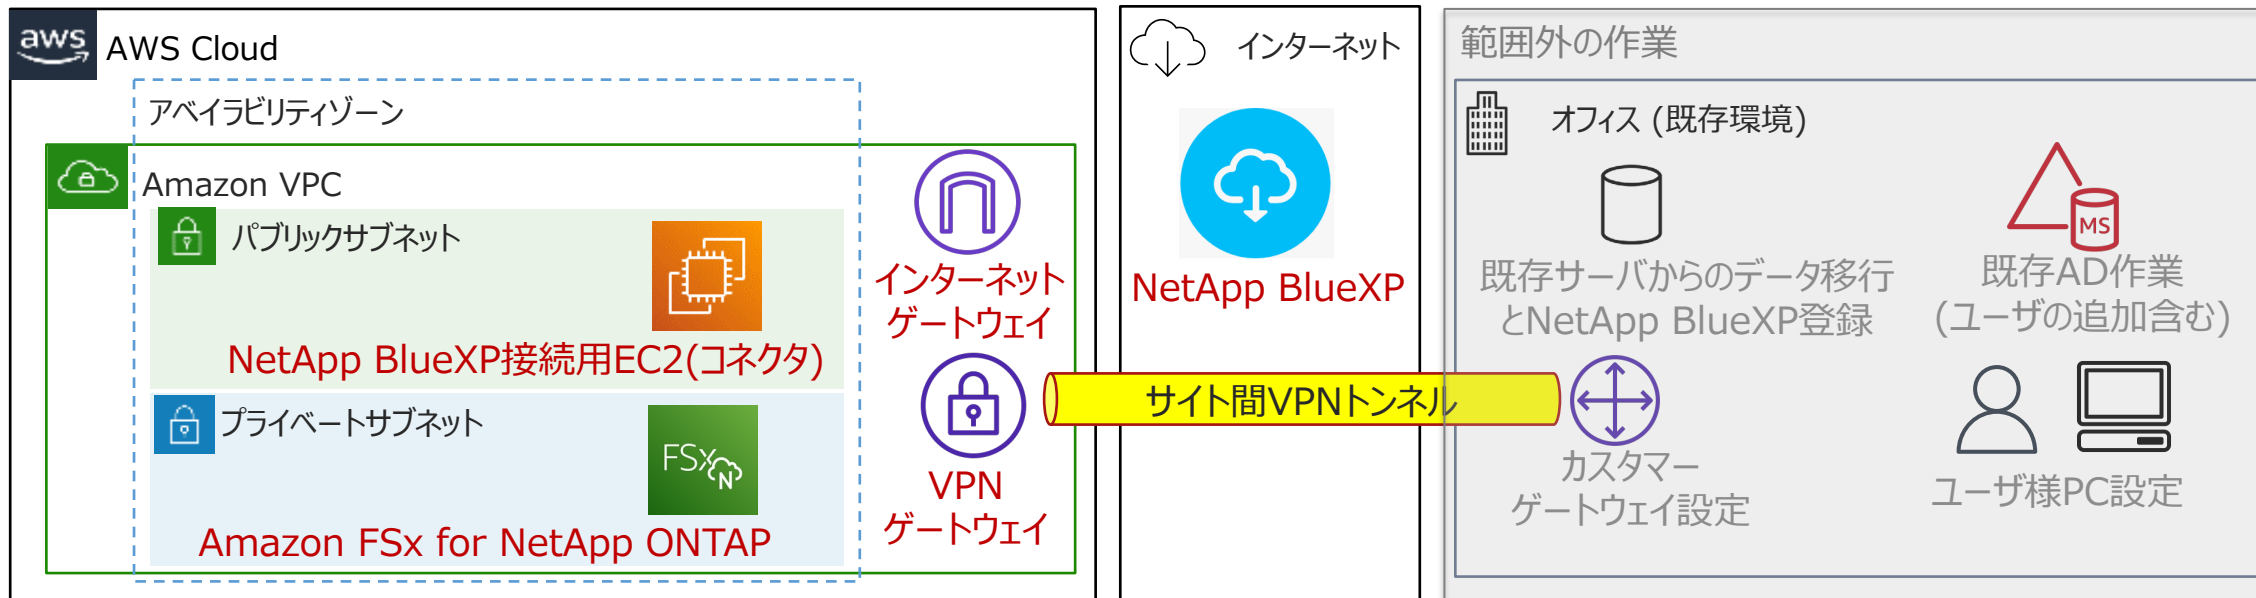 aws
AWS Cloud
アベイラビリティゾーン
Amazon VPC
パブリックサブネット
NetApp BlueXP接続用EC2(コネクタ)
プライベートサブネット
FSx
N
Amazon FSx for NetApp ONTAP
インターネット
ゲートウェイ
VPN
ゲートウェイ
インターネット
NetApp BlueXP
サイト間VPNトンネル
範囲外の作業
オフィス (既存環境)
既存サーバからのデータ移行
とNetApp BlueXP登録
MS
既存AD作業
(ユーザの追加含む)
カスタマー
ゲートウェイ設定
ユーザ様PC設定